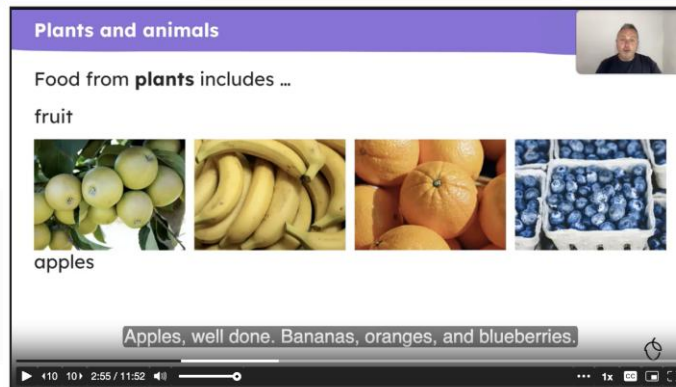 Plants and animals
Food from plants includes ...
fruit
apples
Apples, well done. Bananas, oranges, and blueberries.
10 10 2:55 / 11:52 1x CC